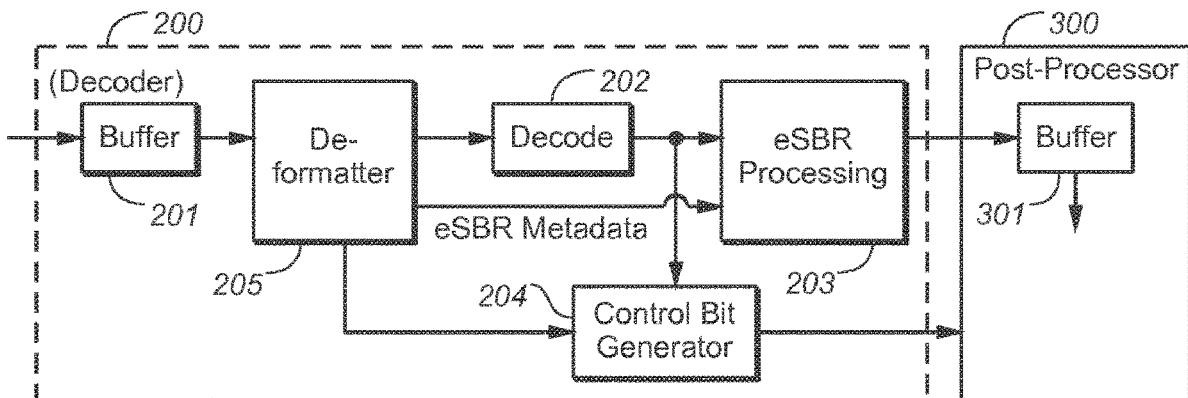 200
300
(Decoder)
Post-Processor
202
Buffer
De-
formatter
Decode
eSBR
Processing
Buffer
201
301
eSBR Metadata
205
204
203
Control Bit
Generator